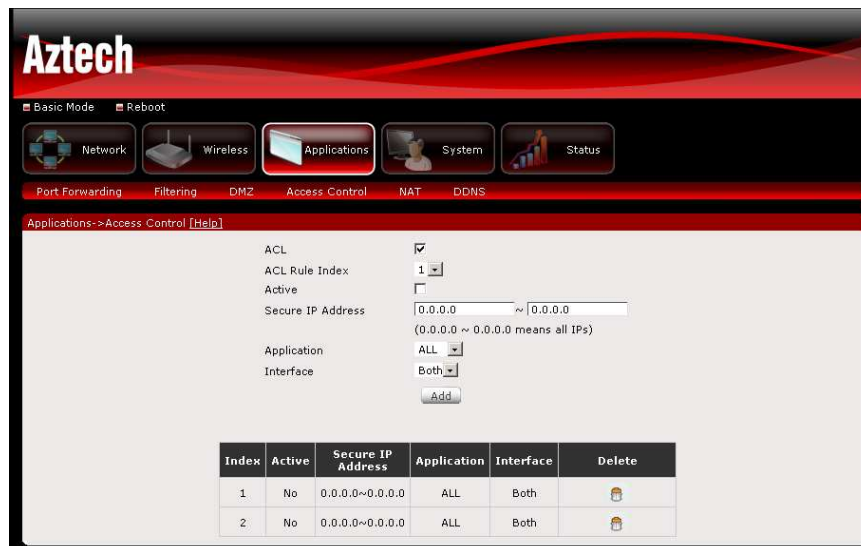 Aztech
Basic Mode Reboot
Network Wireless Applications System Status
Port Forwarding Filtering DMZ Access Control NAT DDNS
Applications->Access Control [Help]
ACL
ACL Rule Index 1
Active
Secure IP Address 0.0.0.0 ~ 0.0.0.0
(0.0.0.0 ~ 0.0.0.0 means all IPs)
Application ALL
Interface Both
Add
Index Active Secure IP Address Application Interface Delete
1 No 0.0.0.0~0.0.0.0 ALL Both
2 No 0.0.0.0~0.0.0.0 ALL Both